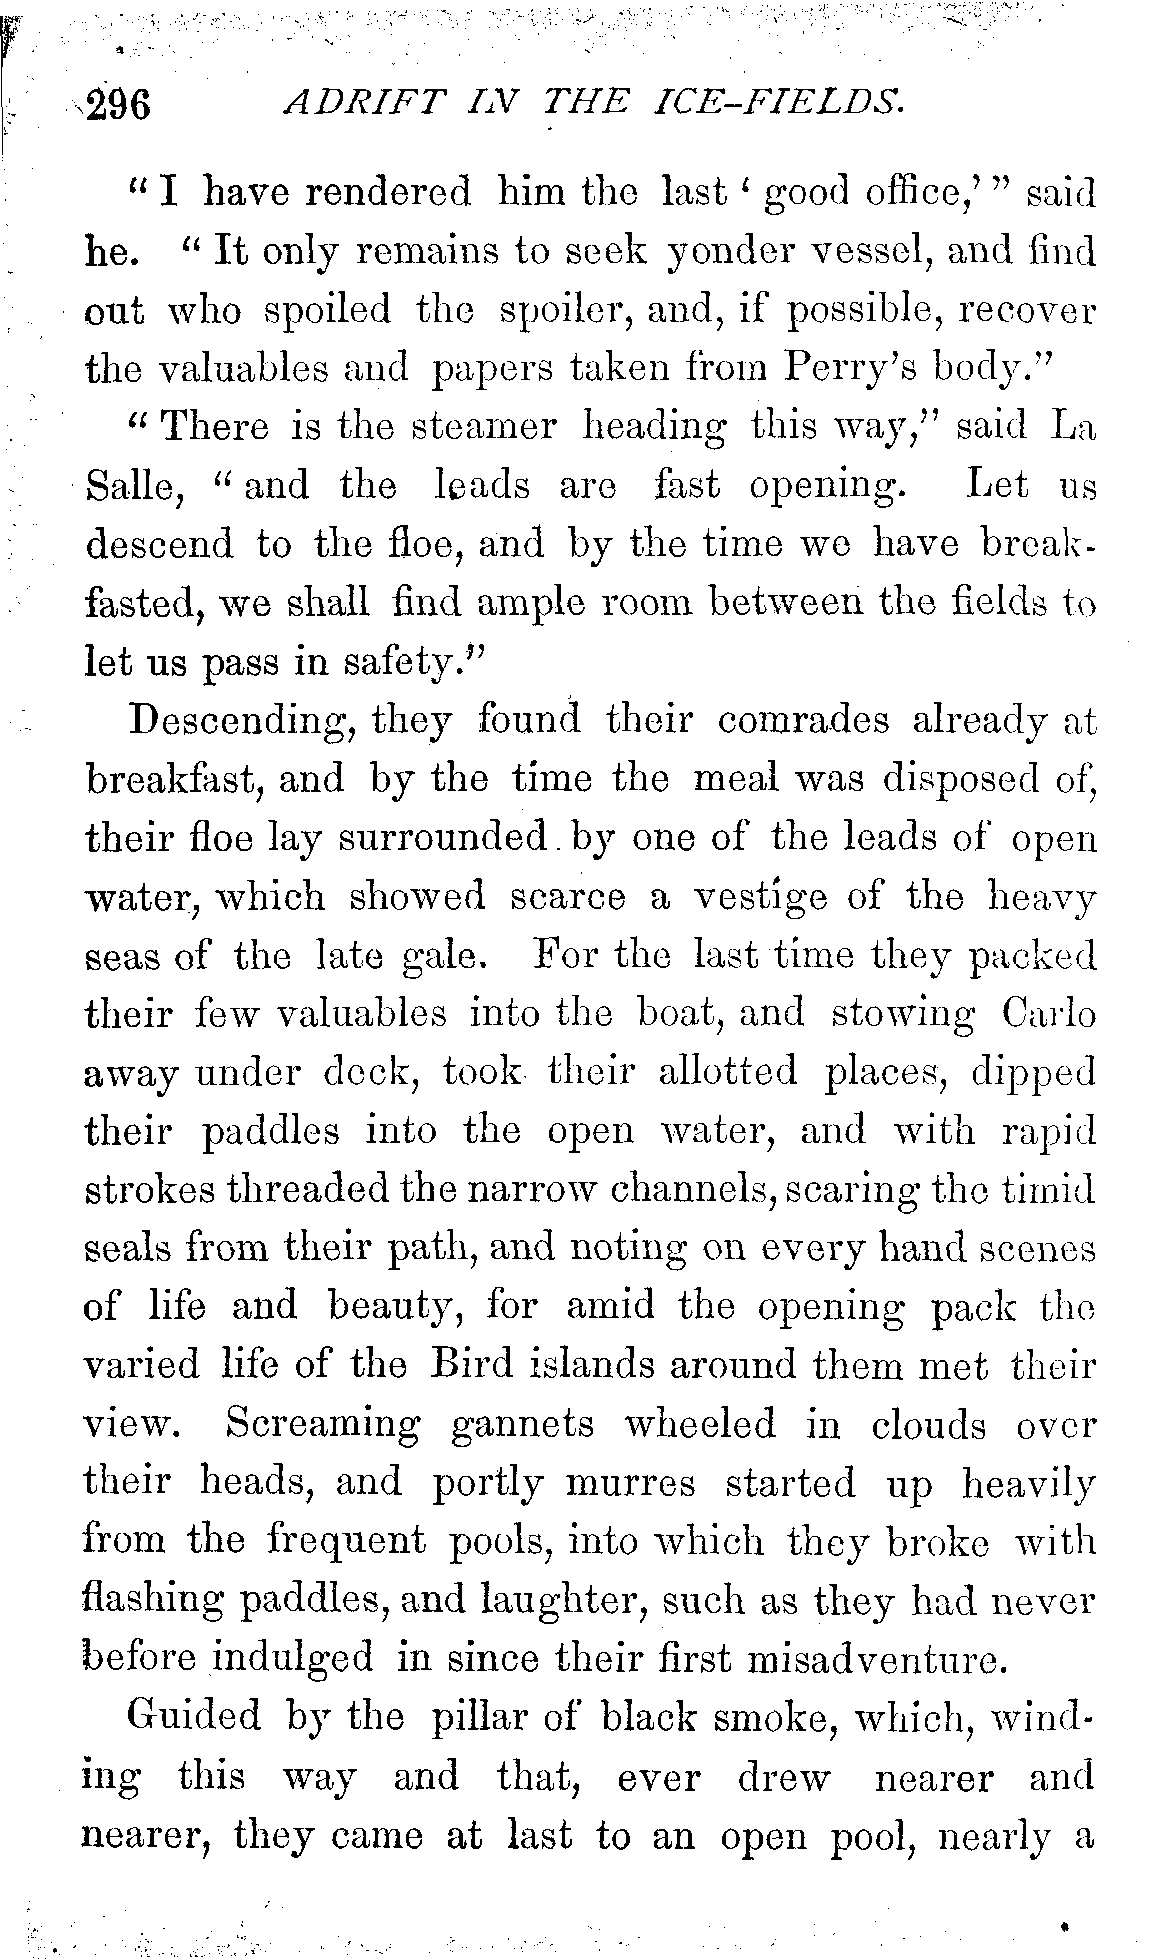 296 ADRIFT IN THE ICE-FIELDS.
"I have rendered him the last 'good office,'" said
he. "It only remains to seek yonder vessel, and find
out who spoiled the spoiler, and, if possible, recover
the valuables and papers taken from Perry's body."
"There is the steamer heading this way," said La
Salle, "and the leads are fast opening. Let us
descend to the floe, and by the time we have break-
fasted, we shall find ample room between the fields to
let us pass in safety."
Descending, they found their comrades already at
breakfast, and by the time the meal was disposed of,
their floe lay surrounded by one of the leads of open
water, which showed scarce a vestige of the heavy
seas of the late gale. For the last time they packed
their few valuables into the boat, and stowing Carlo
away under deck, took their allotted places, dipped
their paddles into the open water, and with rapid
strokes threaded the narrow channels, scaring the timid
seals from their path, and noting on every hand scenes
of life and beauty, for amid the opening pack the
varied life of the Bird islands around them met their
view. Screaming gannets wheeled in clouds over
their heads, and portly murres started up heavily
from the frequent pools, into which they broke with
flashing paddles, and laughter, such as they had never
before indulged in since their first misadventure.
Guided by the pillar of black smoke, which, wind-
ing this way and that, ever drew nearer and
nearer, they came at last to an open pool, nearly a